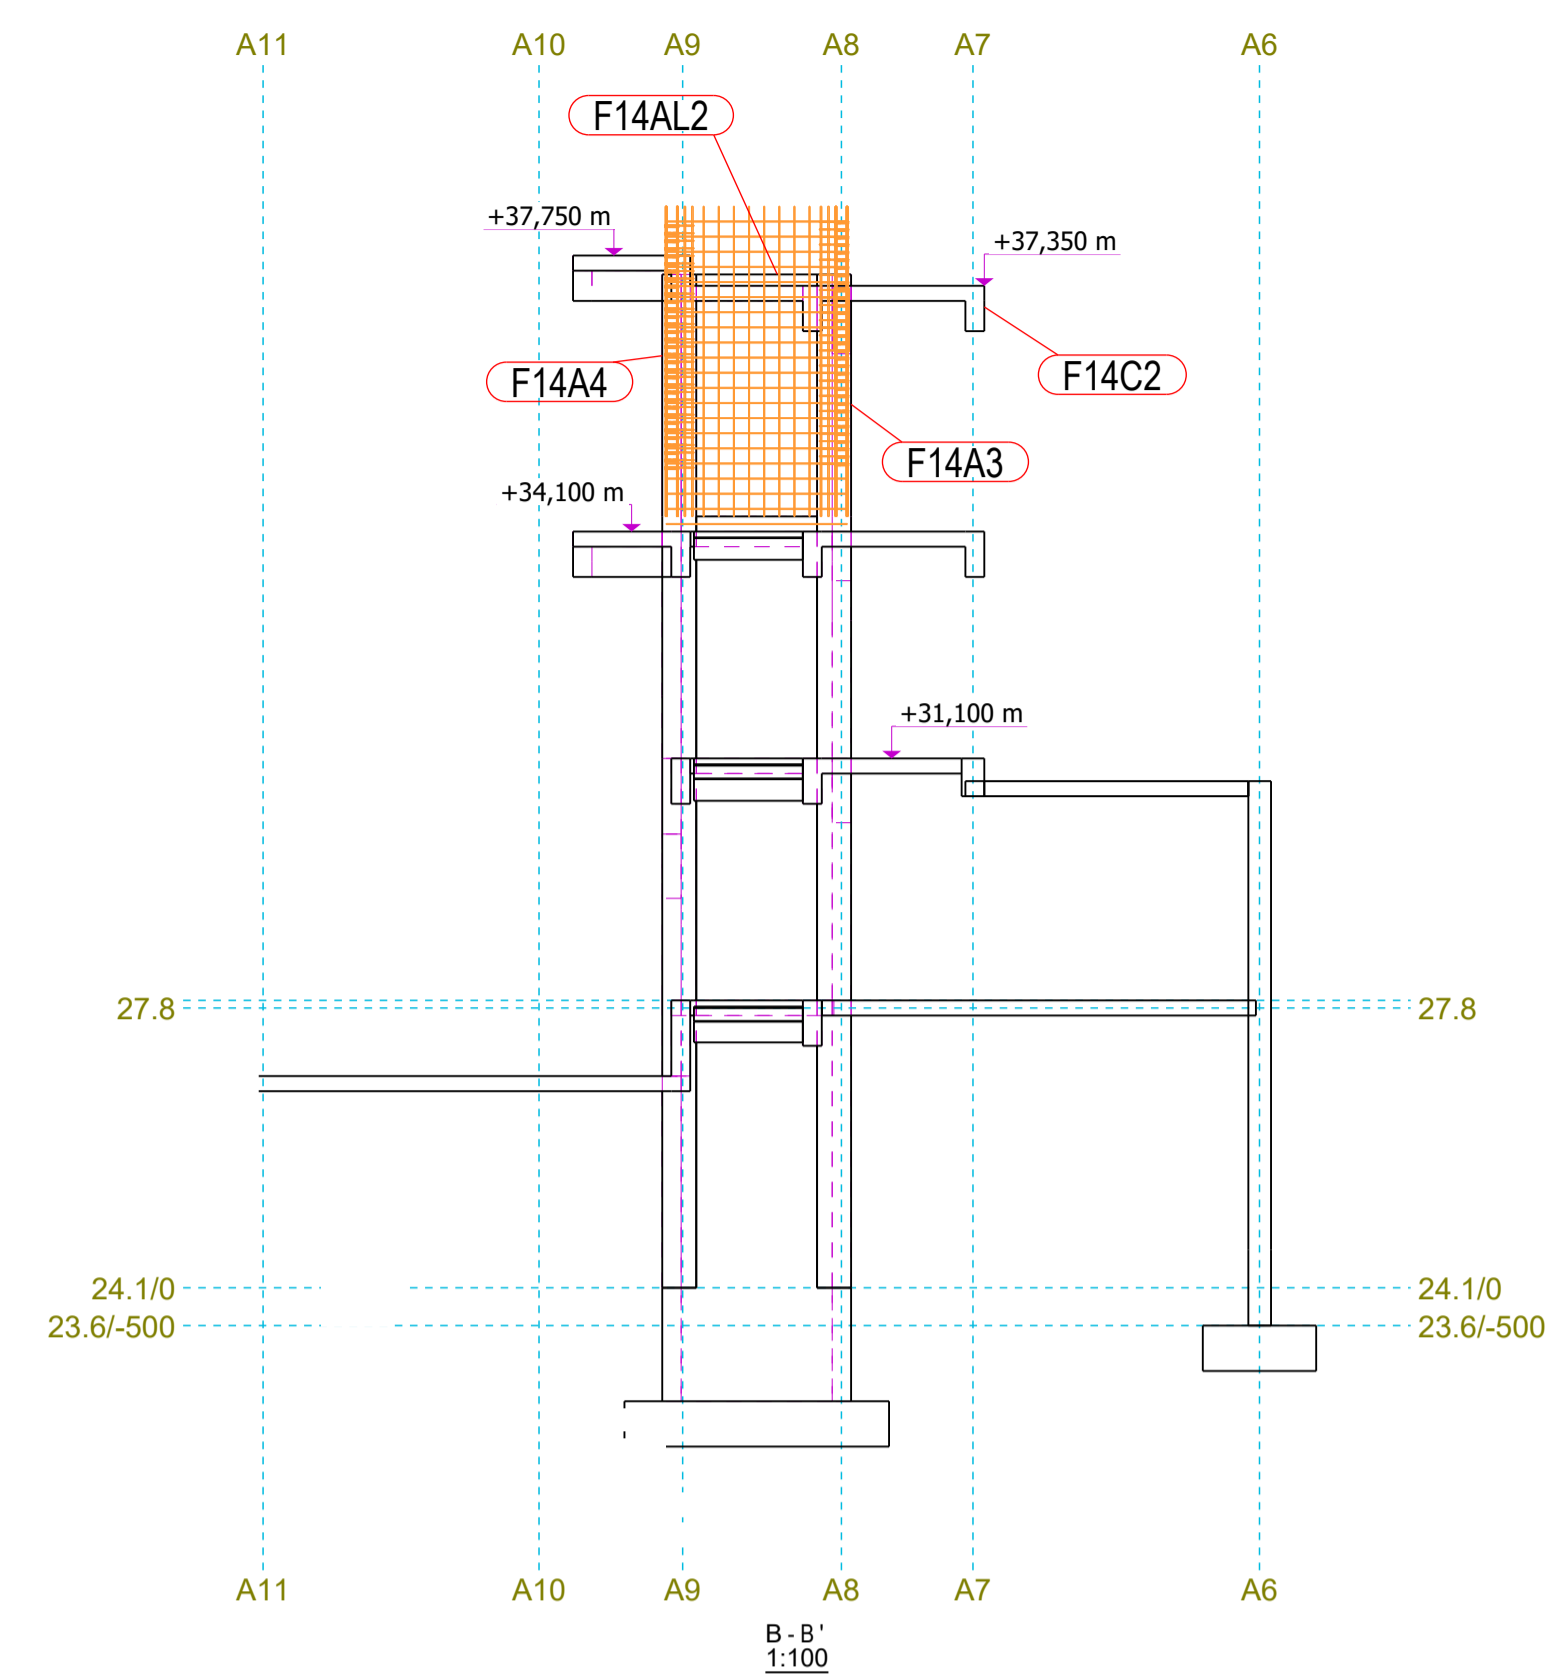 A11 A10 A9 A8 A7 A6
F14AL2
+37,750 m
+37,350 m
F14A4
F14C2
F14A3
+34,100 m
+31,100 m
27.8 27.8
24.1/0 24.1/0
23.6/-500 23.6/-500
A11 A10 A9 A8 A7 A6
B-B'
1:100